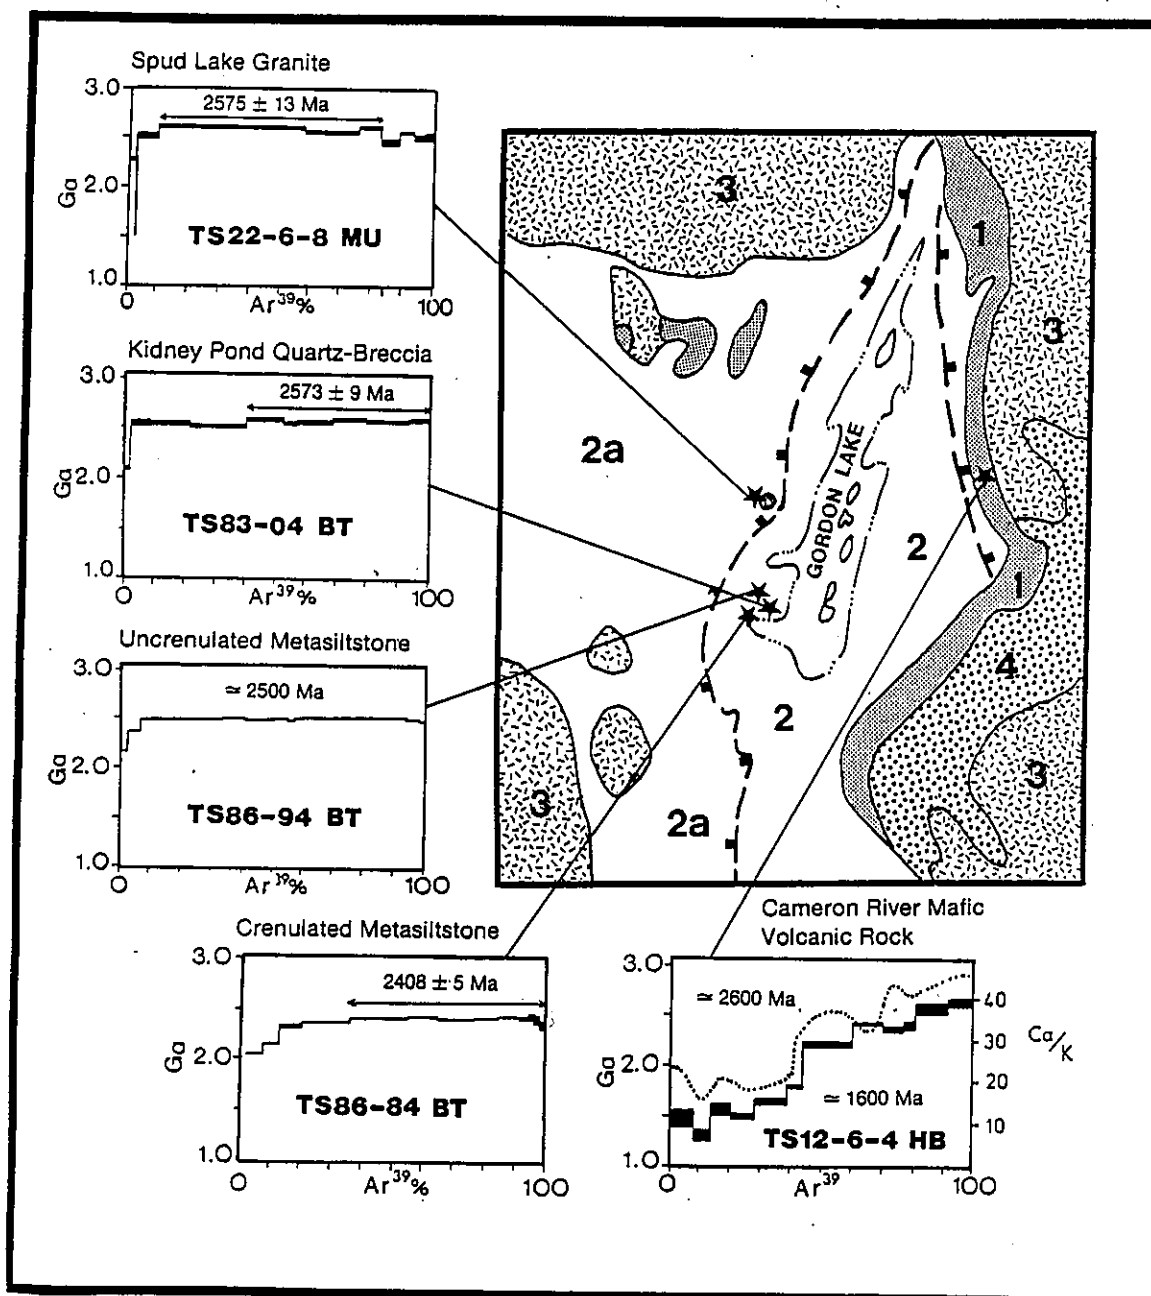 Spud Lake Granite
3.0
2575 ± 13 Ma
Ga
2.0
TS22-6-8 MU
1.0
0 Ar³⁹% 100
Kidney Pond Quartz-Breccia
3.0
2573 ± 9 Ma
Ga
2.0
TS83-04 BT
1.0
0 Ar³⁹% 100
Uncrenulated Metasiltstone
3.0
≃ 2500 Ma
Ga
2.0
TS86-94 BT
1.0
0 Ar³⁹% 100
Crenulated Metasiltstone
3.0
2408 ± 5 Ma
Ga
2.0
TS86-84 BT
1.0
0 Ar³⁹% 100
3
1
3
2a
GORDON LAKE
2
1
4
2
3
3
2a
Cameron River Mafic
Volcanic Rock
3.0
≃ 2600 Ma
40
Ca/K
30
Ga
2.0
20
≃ 1600 Ma
10
TS12-6-4 HB
1.0
0 Ar³⁹ 100